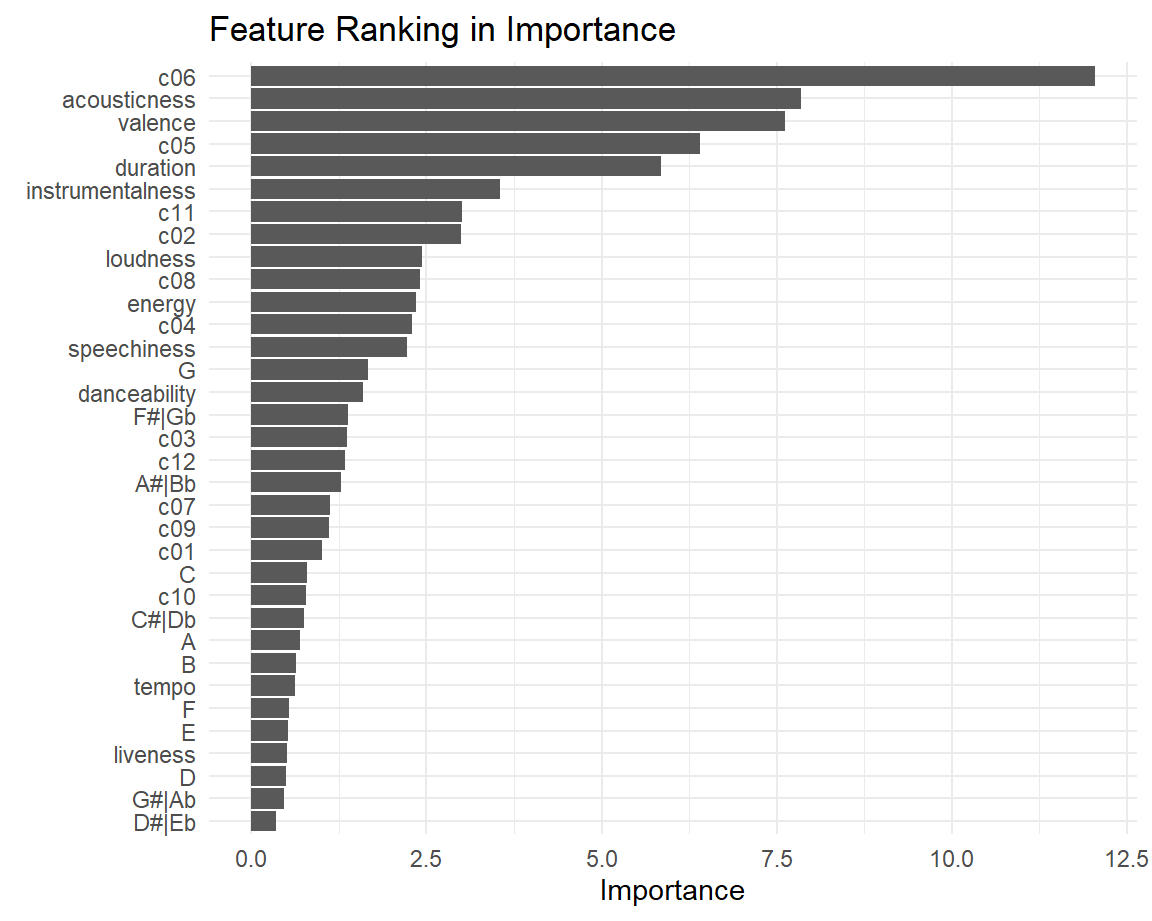 Feature Ranking in Importance
c06
acousticness
valence
c05
duration
instrumentalness
c11
c02
loudness
c08
energy
c04
speechiness
G
danceability
F#|Gb
c03
c12
A#|Bb
c07
c09
c01
C
c10
C#|Db
A
B
tempo
F
E
liveness
D
G#|Ab
D#|Eb
0.0 2.5 5.0 7.5 10.0 12.5
Importance